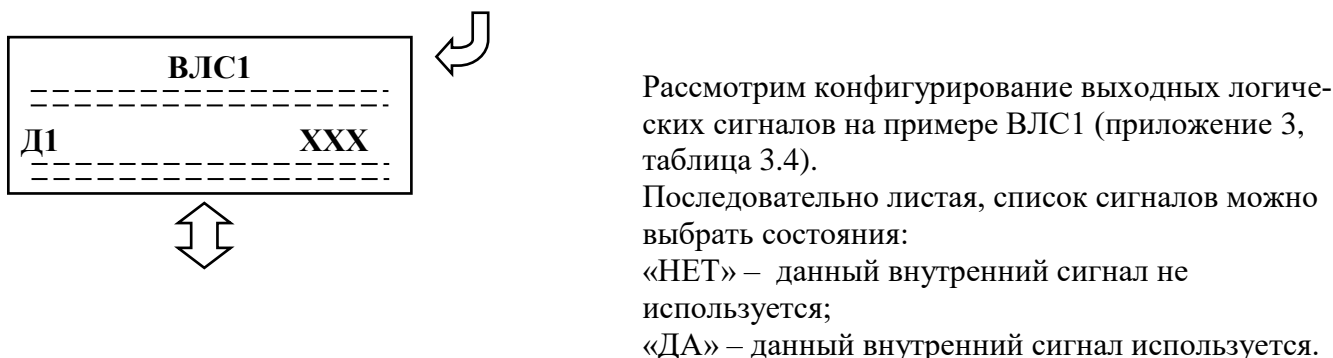 ВЛС1
Д1 ХХХ
Рассмотрим конфигурирование выходных логиче-
ских сигналов на примере ВЛС1 (приложение 3,
таблица 3.4).
Последовательно листая, список сигналов можно
выбрать состояния:
«НЕТ» – данный внутренний сигнал не
используется;
«ДА» – данный внутренний сигнал используется.